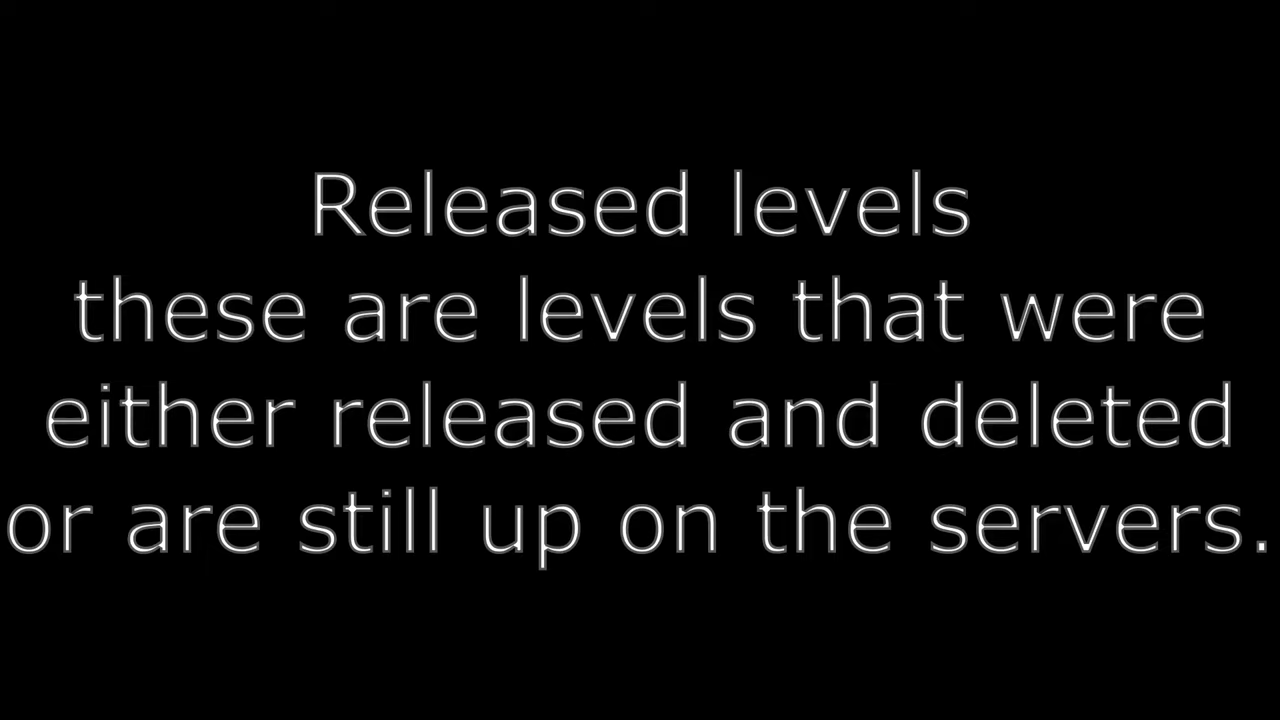 Released levels
these are levels that were
either released and deleted
or are still up on the servers.